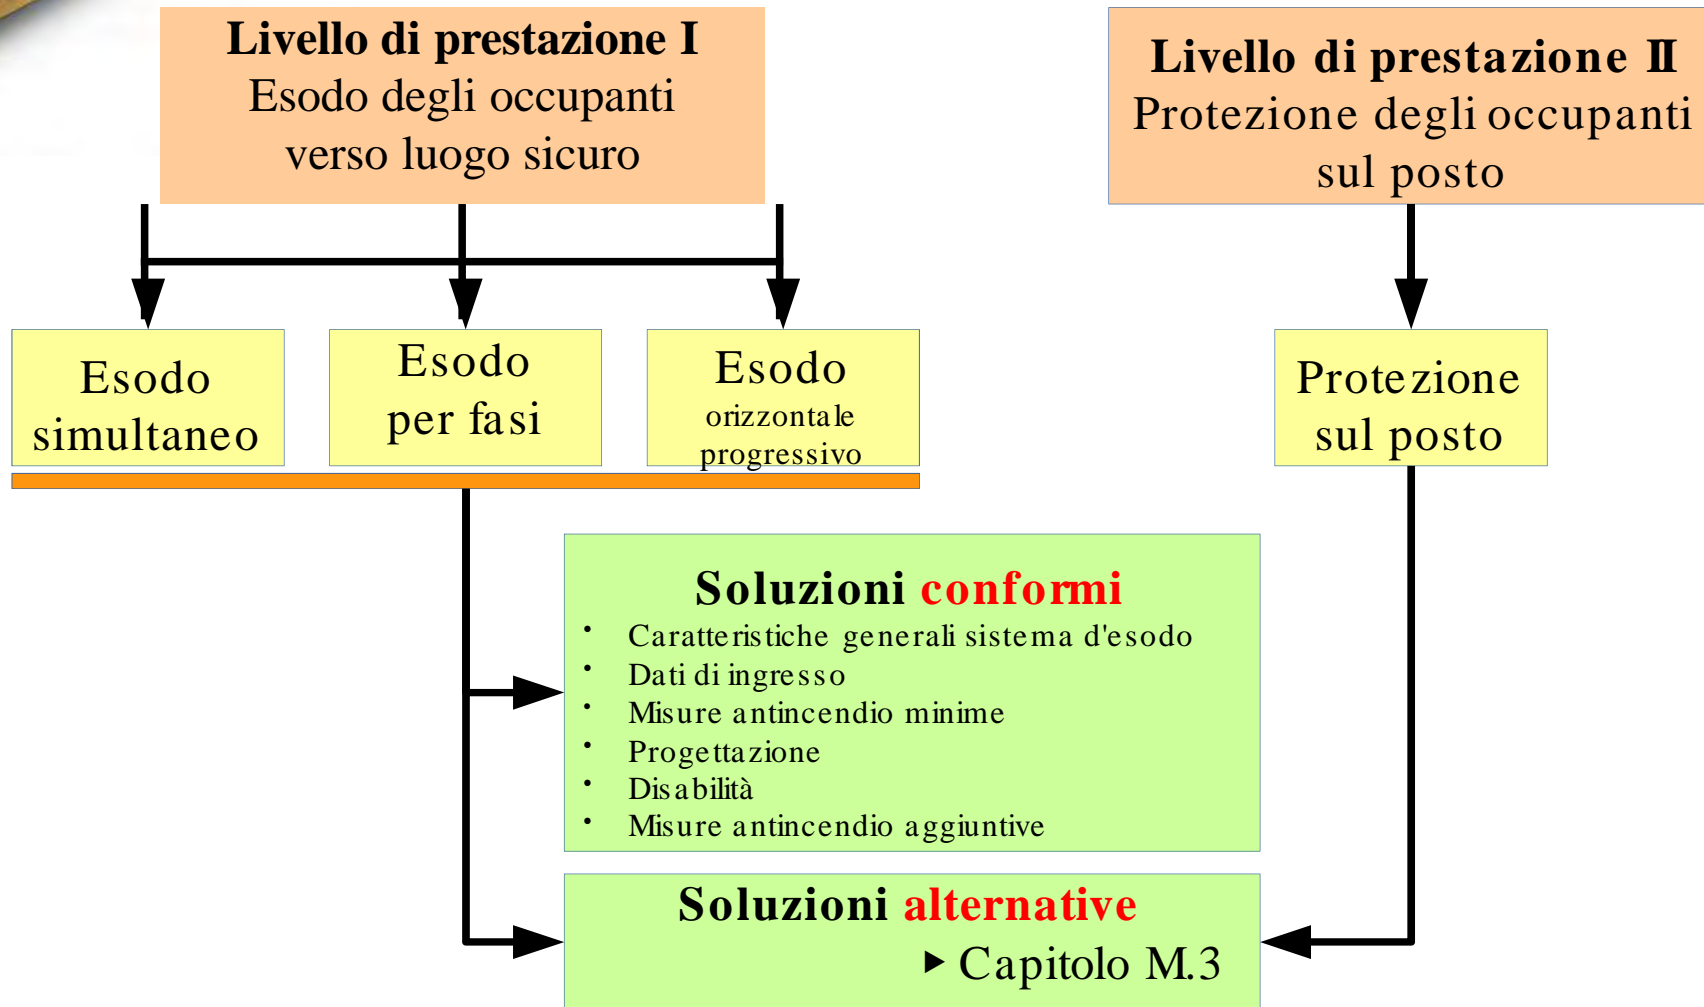 Livello di prestazione I
Esodo degli occupanti
verso luogo sicuro
Livello di prestazione II
Protezione degli occupanti
sul posto
Esodo
simultaneo
Esodo
per fasi
Esodo
orizzontale
progressivo
Protezione
sul posto
Soluzioni conformi
• Caratteristiche generali sistema d'esodo
• Dati di ingresso
• Misure antincendio minime
• Progettazione
• Disabilità
• Misure antincendio aggiuntive
Soluzioni alternative
▶ Capitolo M.3